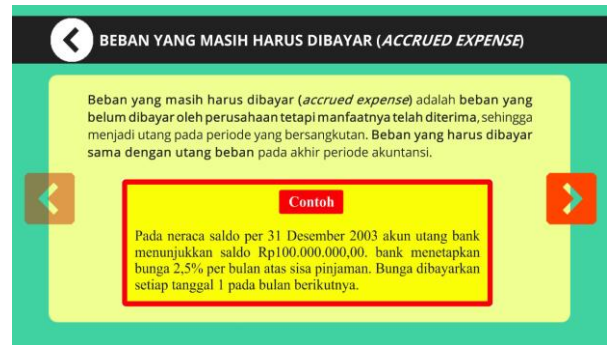 BEBAN YANG MASIH HARUS DIBAYAR (ACCRUED EXPENSE)
Beban yang masih harus dibayar (accrued expense) adalah beban yang
belum dibayar oleh perusahaan tetapi manfaatnya telah diterima, sehingga
menjadi utang pada periode yang bersangkutan. Beban yang harus dibayar
sama dengan utang beban pada akhir periode akuntansi.
Contoh
Pada neraca saldo per 31 Desember 2003 akun utang bank
menunjukkan saldo Rp100.000.000,00. bank menetapkan
bunga 2,5% per bulan atas sisa pinjaman. Bunga dibayarkan
setiap tanggal 1 pada bulan berikutnya.